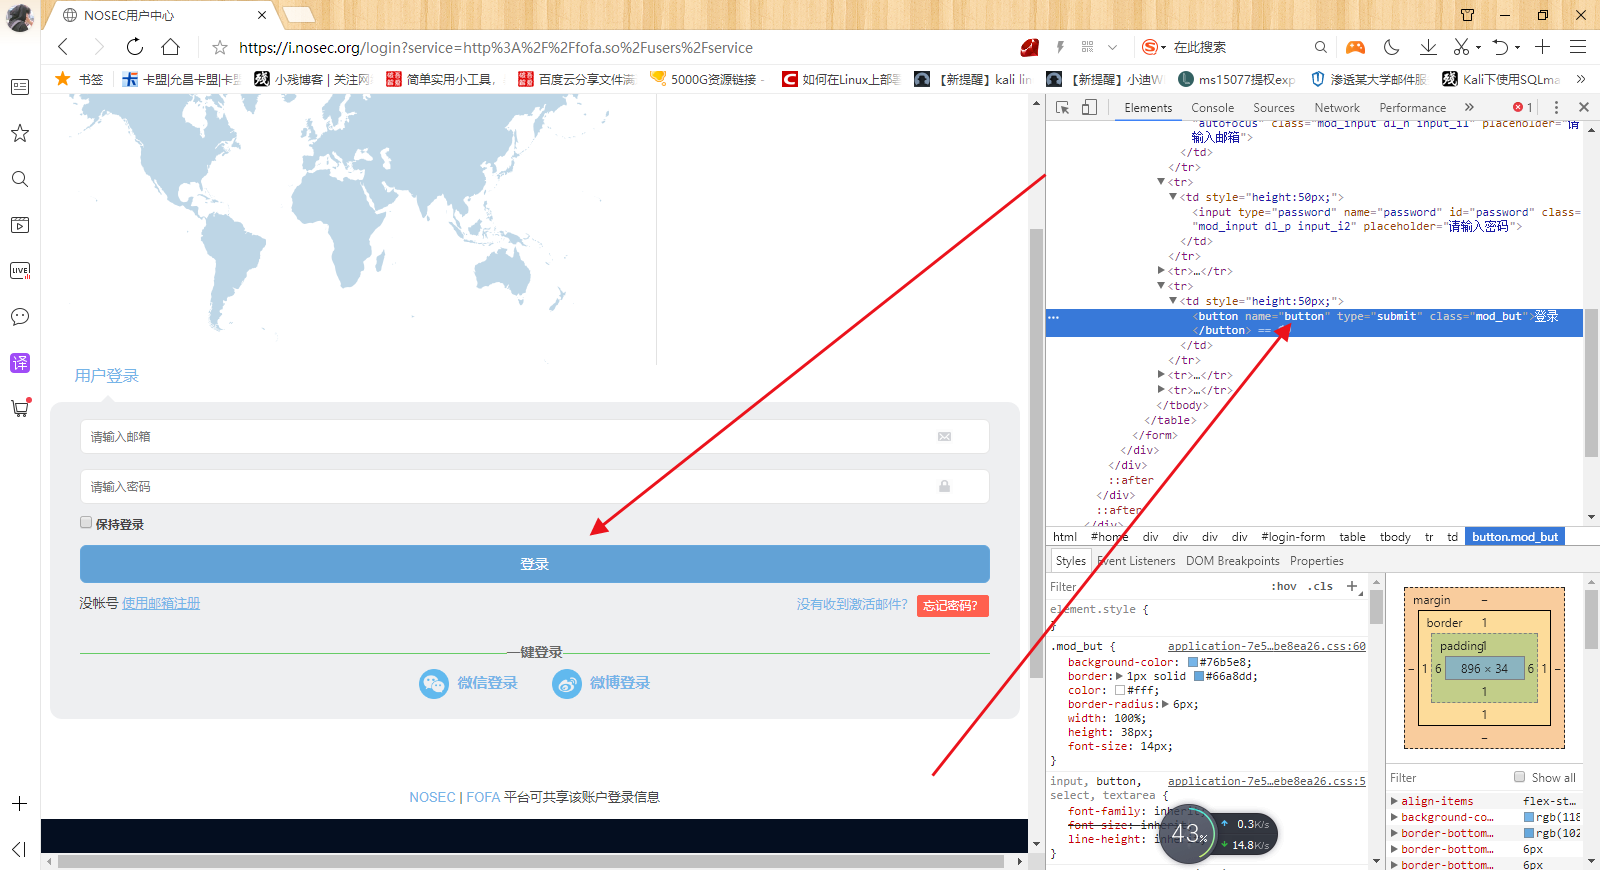 NOSEC用户中心
https://i.nosec.org/login?service=http%3A%2F%2Ffofa.so%2Fusers%2Fservice
在此搜索
书签
卡盟|允昌卡盟|卡盟
小残博客 | 关注网
简单实用小工具,
百度云分享文件满
5000G资源链接 -
如何在Linux上部署
【新提醒】kali lin
【新提醒】小迪W
ms15077提权exp
渗透某大学邮件服
Kali下使用SQLma
»
LIVE
译
用户登录
请输入邮箱
请输入密码
保持登录
登录
没帐号 使用邮箱注册
没有收到激活邮件？
忘记密码？
一键登录
微信登录
微博登录
NOSEC | FOFA 平台可共享该账户登录信息
Elements Console Sources Network Performance » 1
"autofocus" class="mod_input dl_n input_i1" placeholder="请
输入邮箱">
</td>
</tr>
<tr>
<td style="height:50px;">
<input type="password" name="password" id="password" class=
"mod_input dl_p input_i2" placeholder="请输入密码">
</td>
</tr>
<tr>…</tr>
<tr>
<td style="height:50px;">
<button name="button" type="submit" class="mod_but">登录
</button> ==
</td>
</tr>
<tr>…</tr>
<tr>…</tr>
</tbody>
</table>
</form>
</div>
</div>
::after
</div>
::after
</div>
html #home div div div div #login-form table tbody tr td button.mod_but
Styles Event Listeners DOM Breakpoints Properties
Filter :hov .cls +
element.style {
}
.mod_but { application-7e5…be8ea26.css:60
background-color: #76b5e8;
border: 1px solid #66a8dd;
color: #fff;
border-radius: 6px;
width: 100%;
height: 38px;
font-size: 14px;
}
input, button, application-7e5…ebe8ea26.css:5
select, textarea {
font-family: inherit;
font-size: inherit;
line-height: inherit;
}
43%
0.3K/s
14.8K/s
margin –
border 1
padding 1
– 1 6 896 × 34 6 1 –
1
1
–
Filter Show all
align-items flex-st…
background-co… rgb(118
border-bottom… rgb(102
border-bottom… 6px
border-bottom… 6px